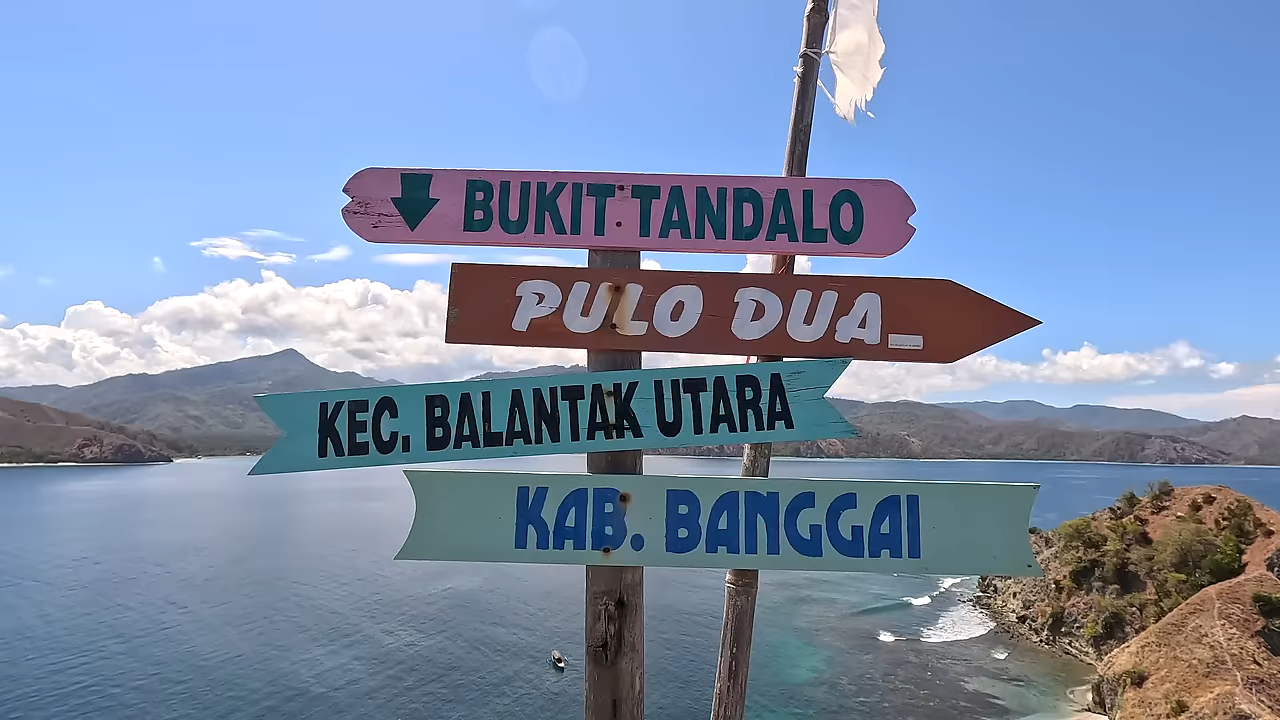 BUKIT TANDALO
PULO DUA
KEC. BALANTAK UTARA
KAB. BANGGAI